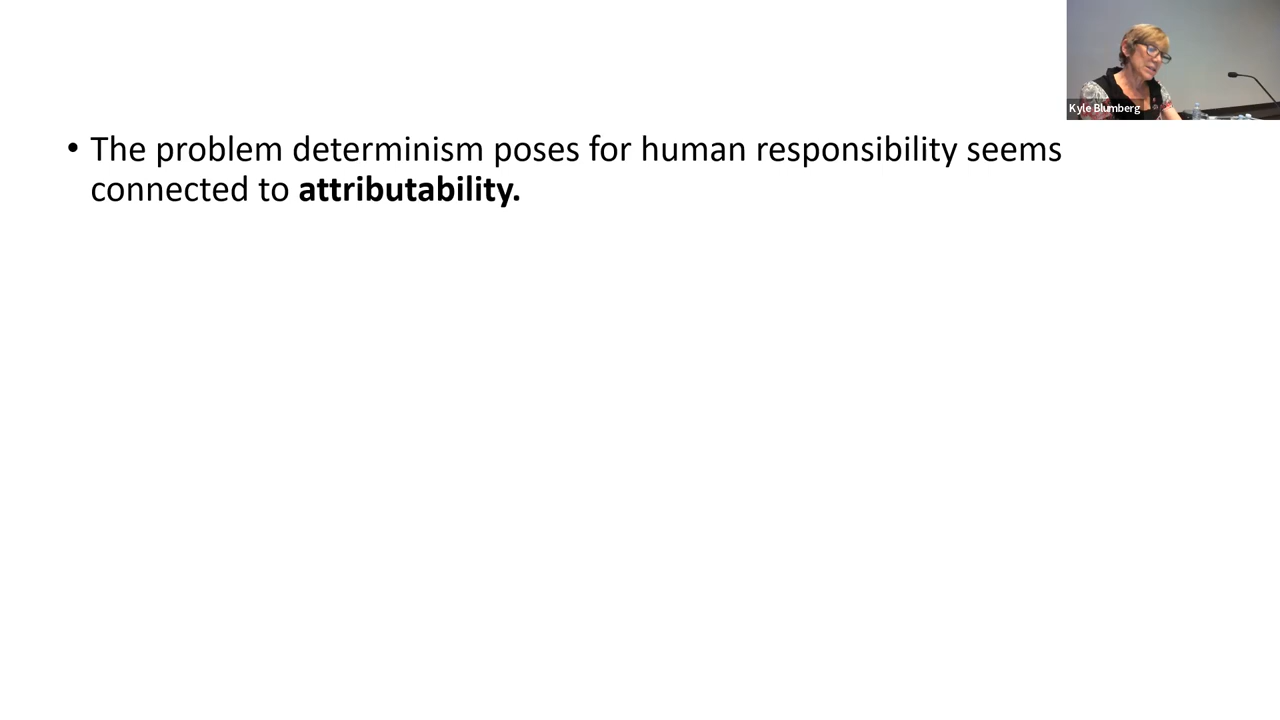 Kyle Blumberg
• The problem determinism poses for human responsibility seems
connected to attributability.